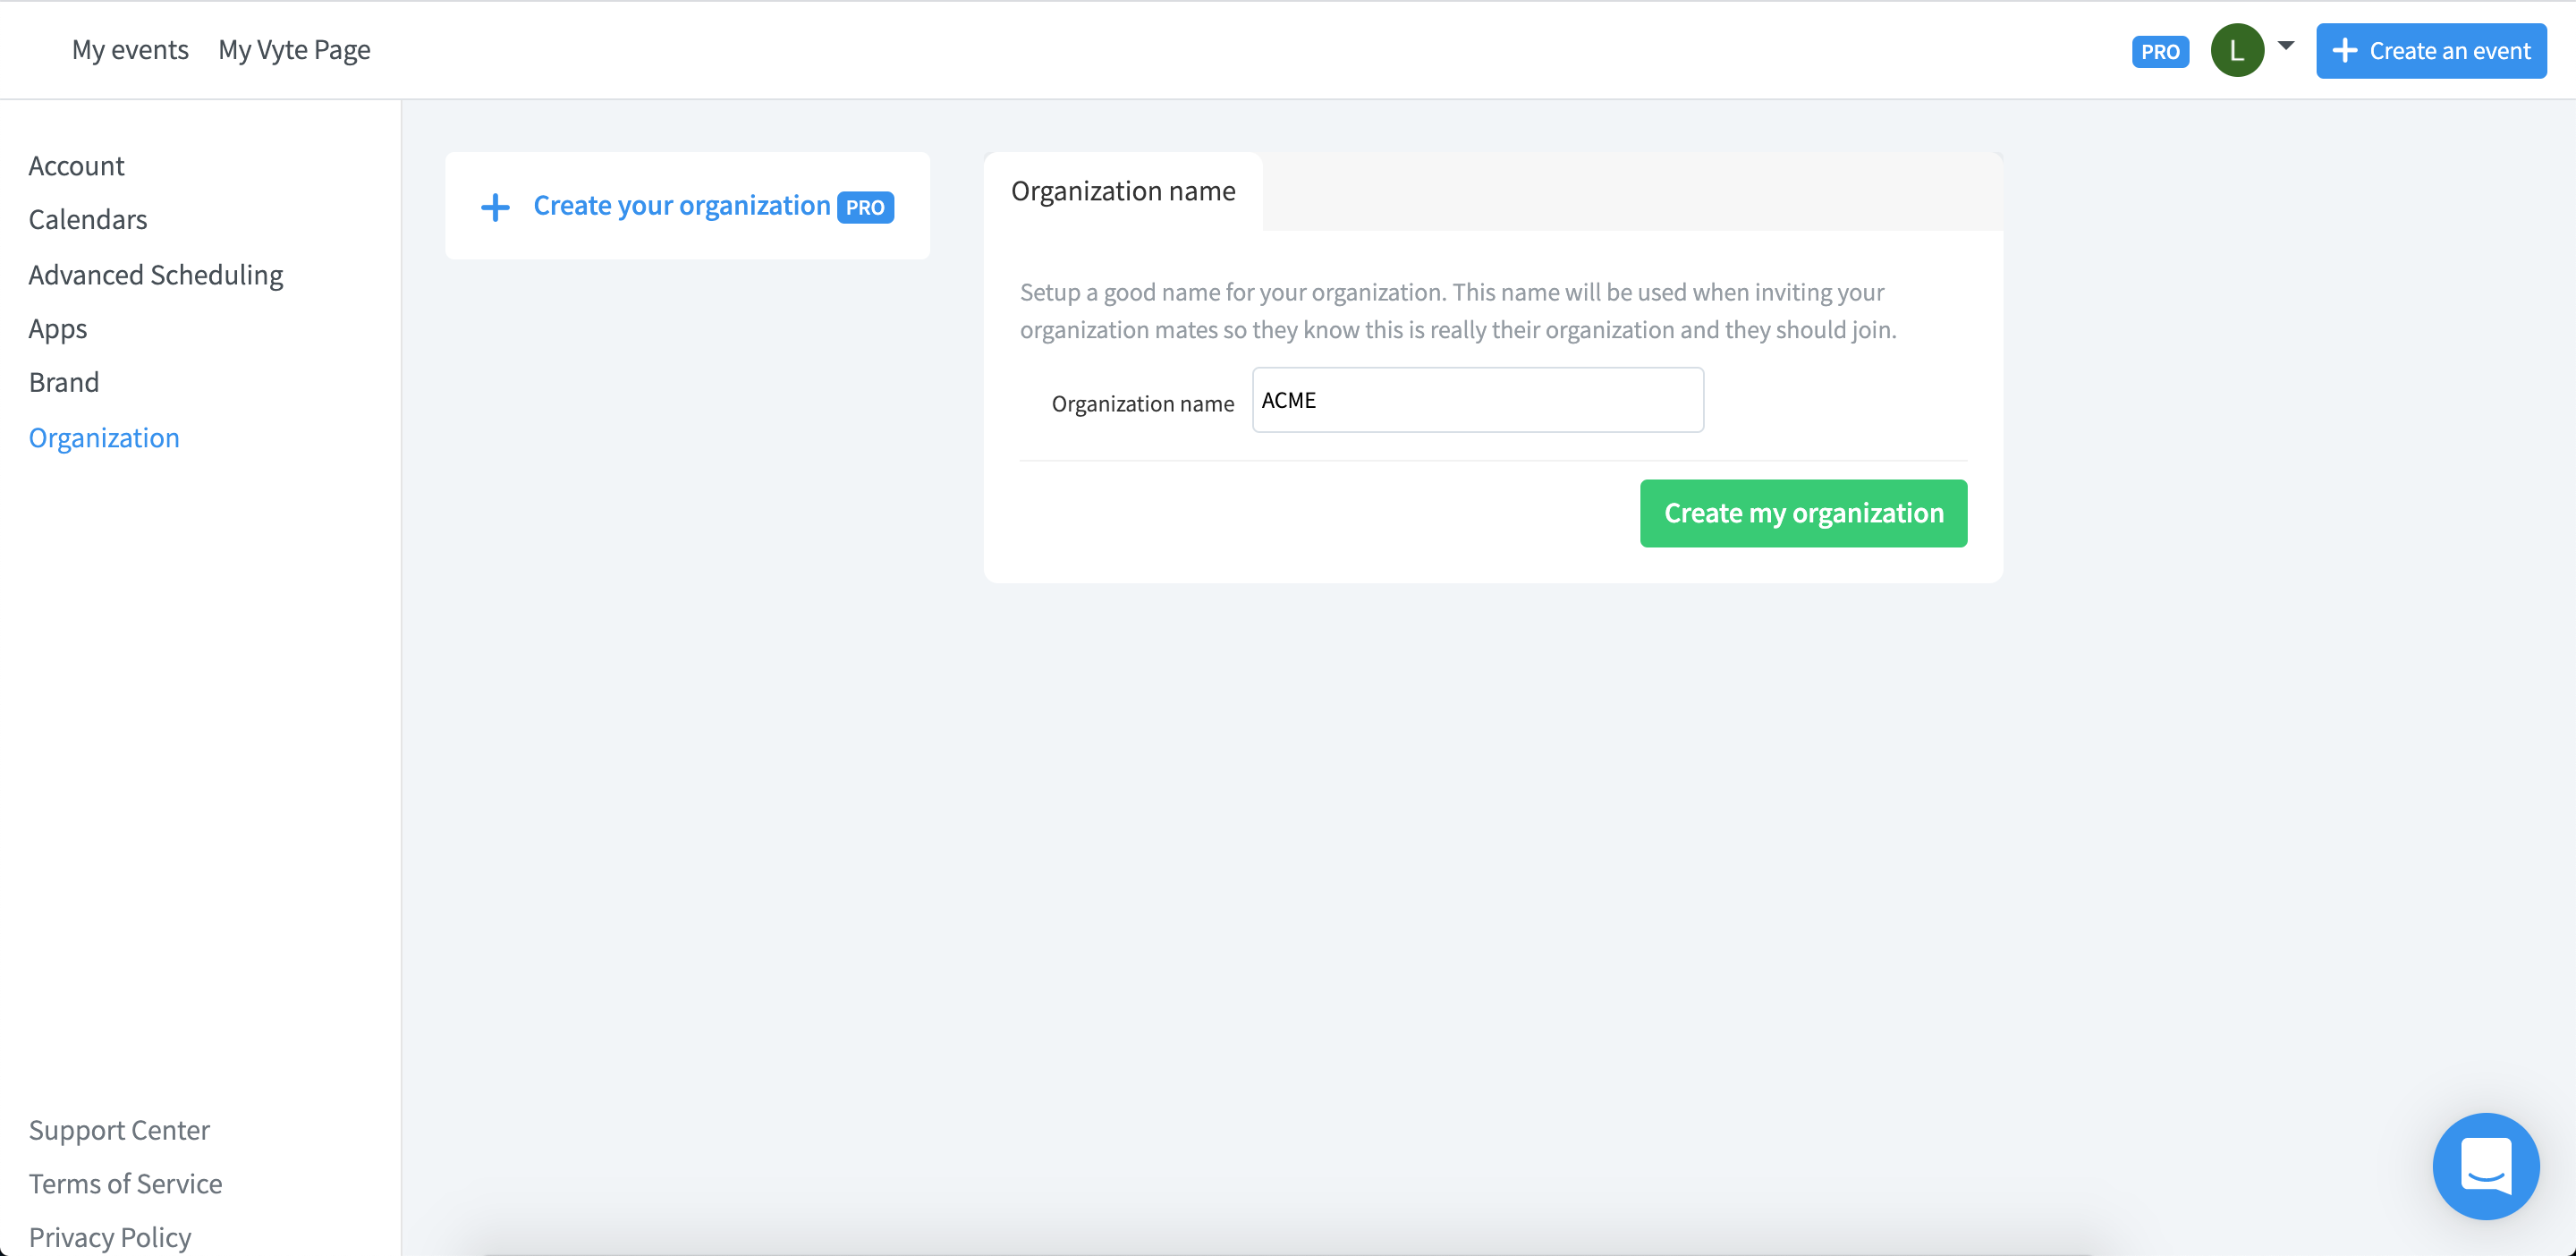 My events
My Vyte Page
PRO
L
Create an event
Account
Calendars
Advanced Scheduling
Apps
Brand
Organization
Support Center
Terms of Service
Privacy Policy
Create your organization PRO
Organization name
Setup a good name for your organization. This name will be used when inviting your
organization mates so they know this is really their organization and they should join.
Organization name
ACME
Create my organization